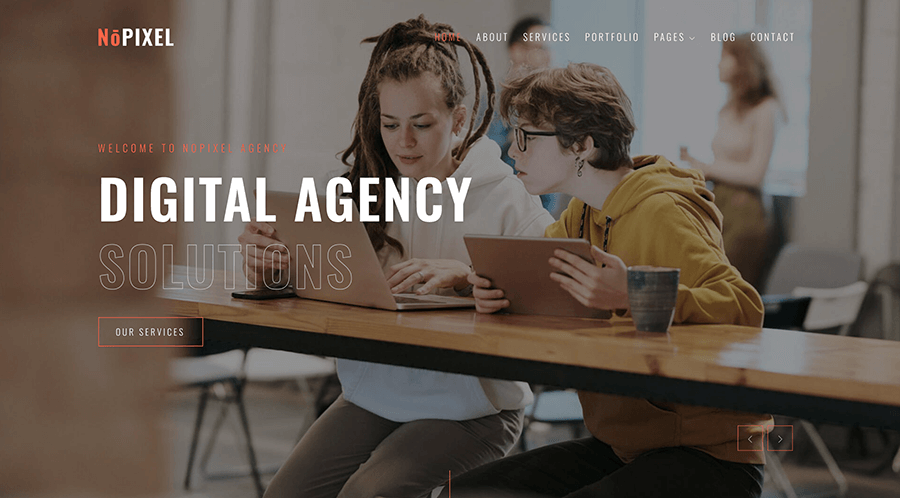 NōPIXEL
HOME ABOUT SERVICES PORTFOLIO PAGES BLOG CONTACT
WELCOME TO NOPIXEL AGENCY
DIGITAL AGENCY
SOLUTIONS
OUR SERVICES